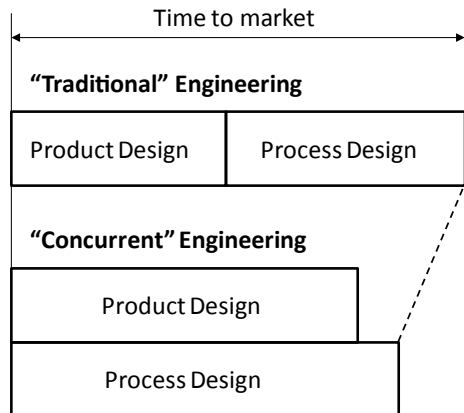 Time to market
“Traditional” Engineering
Product Design
Process Design
“Concurrent” Engineering
Product Design
Process Design